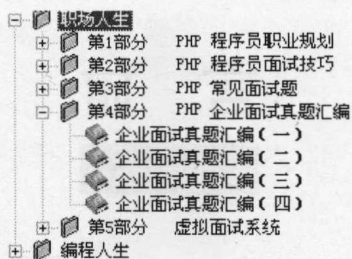 职场人生
第1部分 PHP 程序员职业规划
第2部分 PHP 程序员面试技巧
第3部分 PHP 常见面试题
第4部分 PHP 企业面试真题汇编
企业面试真题汇编(一)
企业面试真题汇编(二)
企业面试真题汇编(三)
企业面试真题汇编(四)
第5部分 虚拟面试系统
编程人生